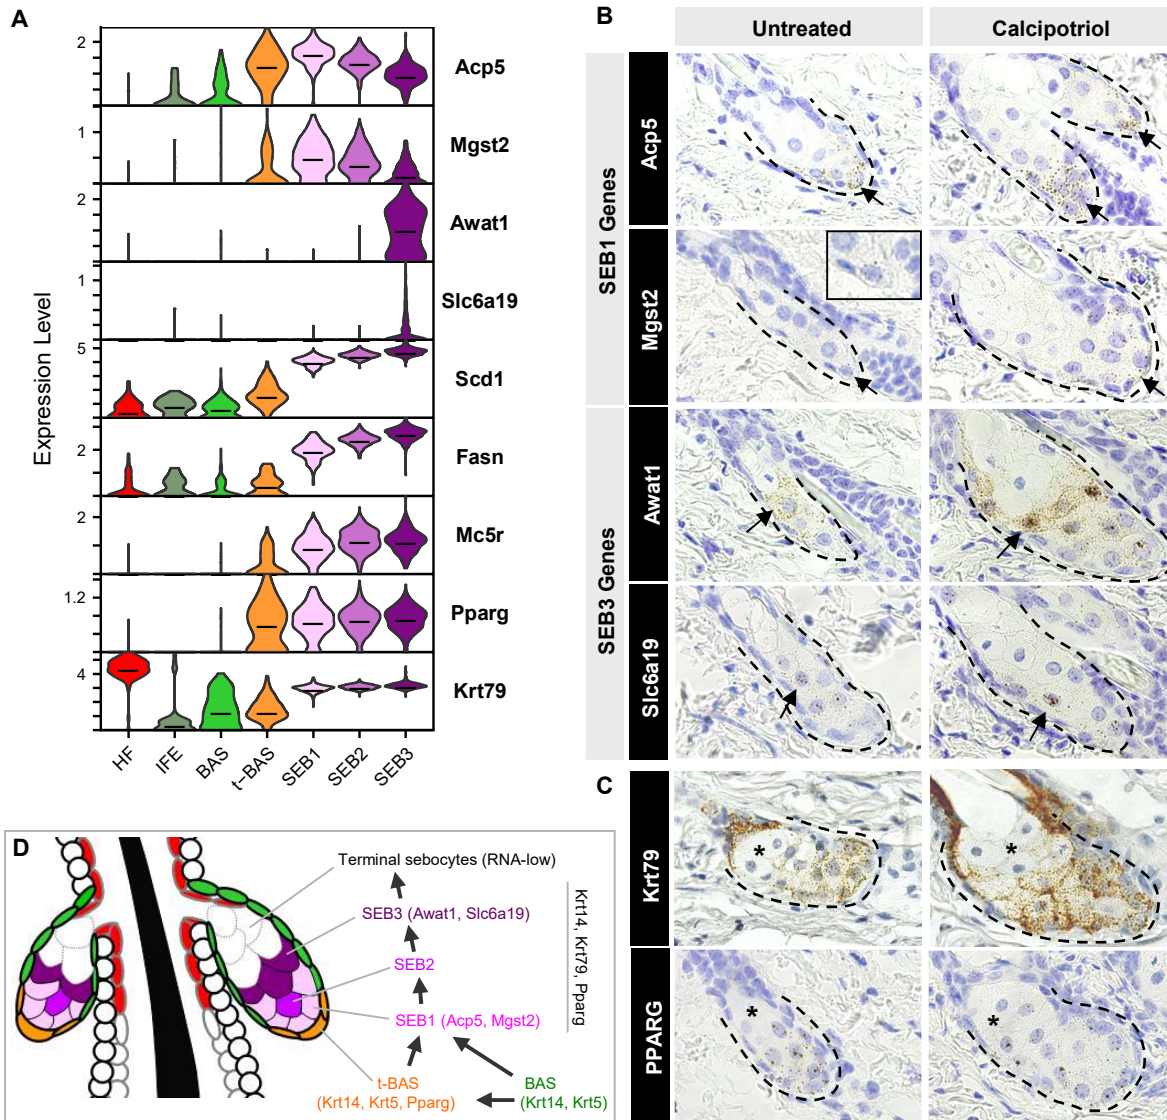 A
Expression Level
2
Acp5
1
Mgst2
2
Awat1
1
Slc6a19
5
Scd1
2
Fasn
2
Mc5r
1.2
Pparg
4
Krt79
HF
IFE
BAS
t−BAS
SEB1
SEB2
SEB3
B
Untreated
Calcipotriol
SEB1 Genes
Acp5
Mgst2
SEB3 Genes
Awat1
Slc6a19
C
Krt79
*
*
PPARG
*
*
D
Terminal sebocytes (RNA-low)
SEB3 (Awat1, Slc6a19)
SEB2
SEB1 (Acp5, Mgst2)
Krt14, Krt79, Pparg
t-BAS
(Krt14, Krt5, Pparg)
BAS
(Krt14, Krt5)